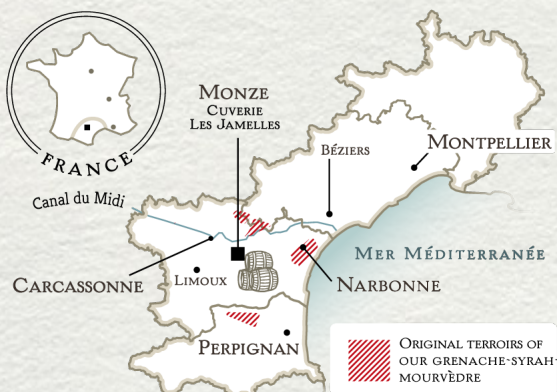 FRANCE
MONZE
CUVERIE
LES JAMELLES
BÉZIERS
MONTPELLIER
Canal du Midi
MER MÉDITERRANÉE
CARCASSONNE
LIMOUX
NARBONNE
PERPIGNAN
ORIGINAL TERROIRS OF
OUR GRENACHE-SYRAH-
MOURVÈDRE